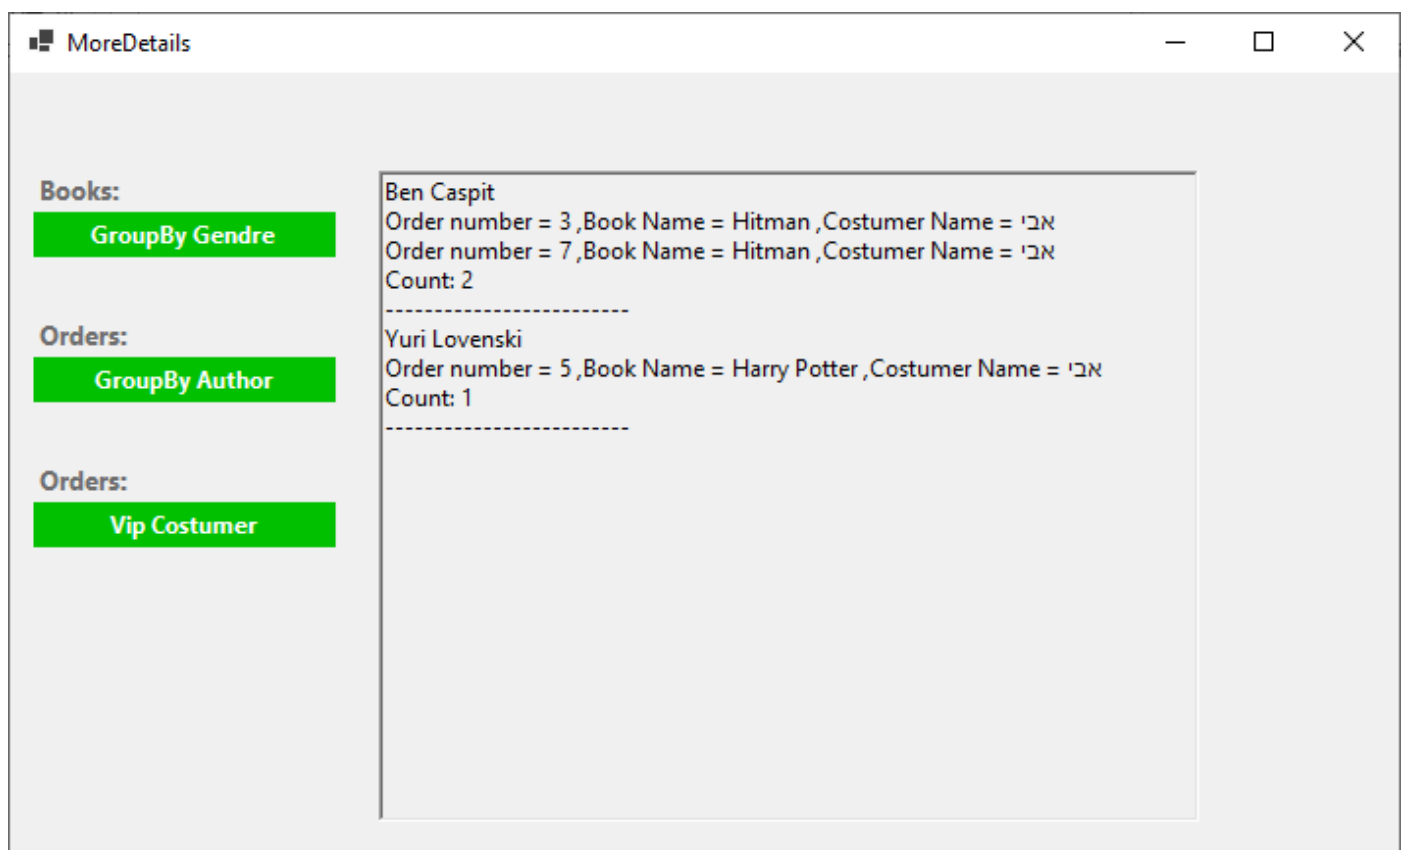 MoreDetails
Books:
GroupBy Gendre
Orders:
GroupBy Author
Orders:
Vip Costumer
Ben Caspit
Order number = 3 ,Book Name = Hitman ,Costumer Name = אבי
Order number = 7 ,Book Name = Hitman ,Costumer Name = אבי
Count: 2
-------------------------
Yuri Lovenski
Order number = 5 ,Book Name = Harry Potter ,Costumer Name = אבי
Count: 1
-------------------------